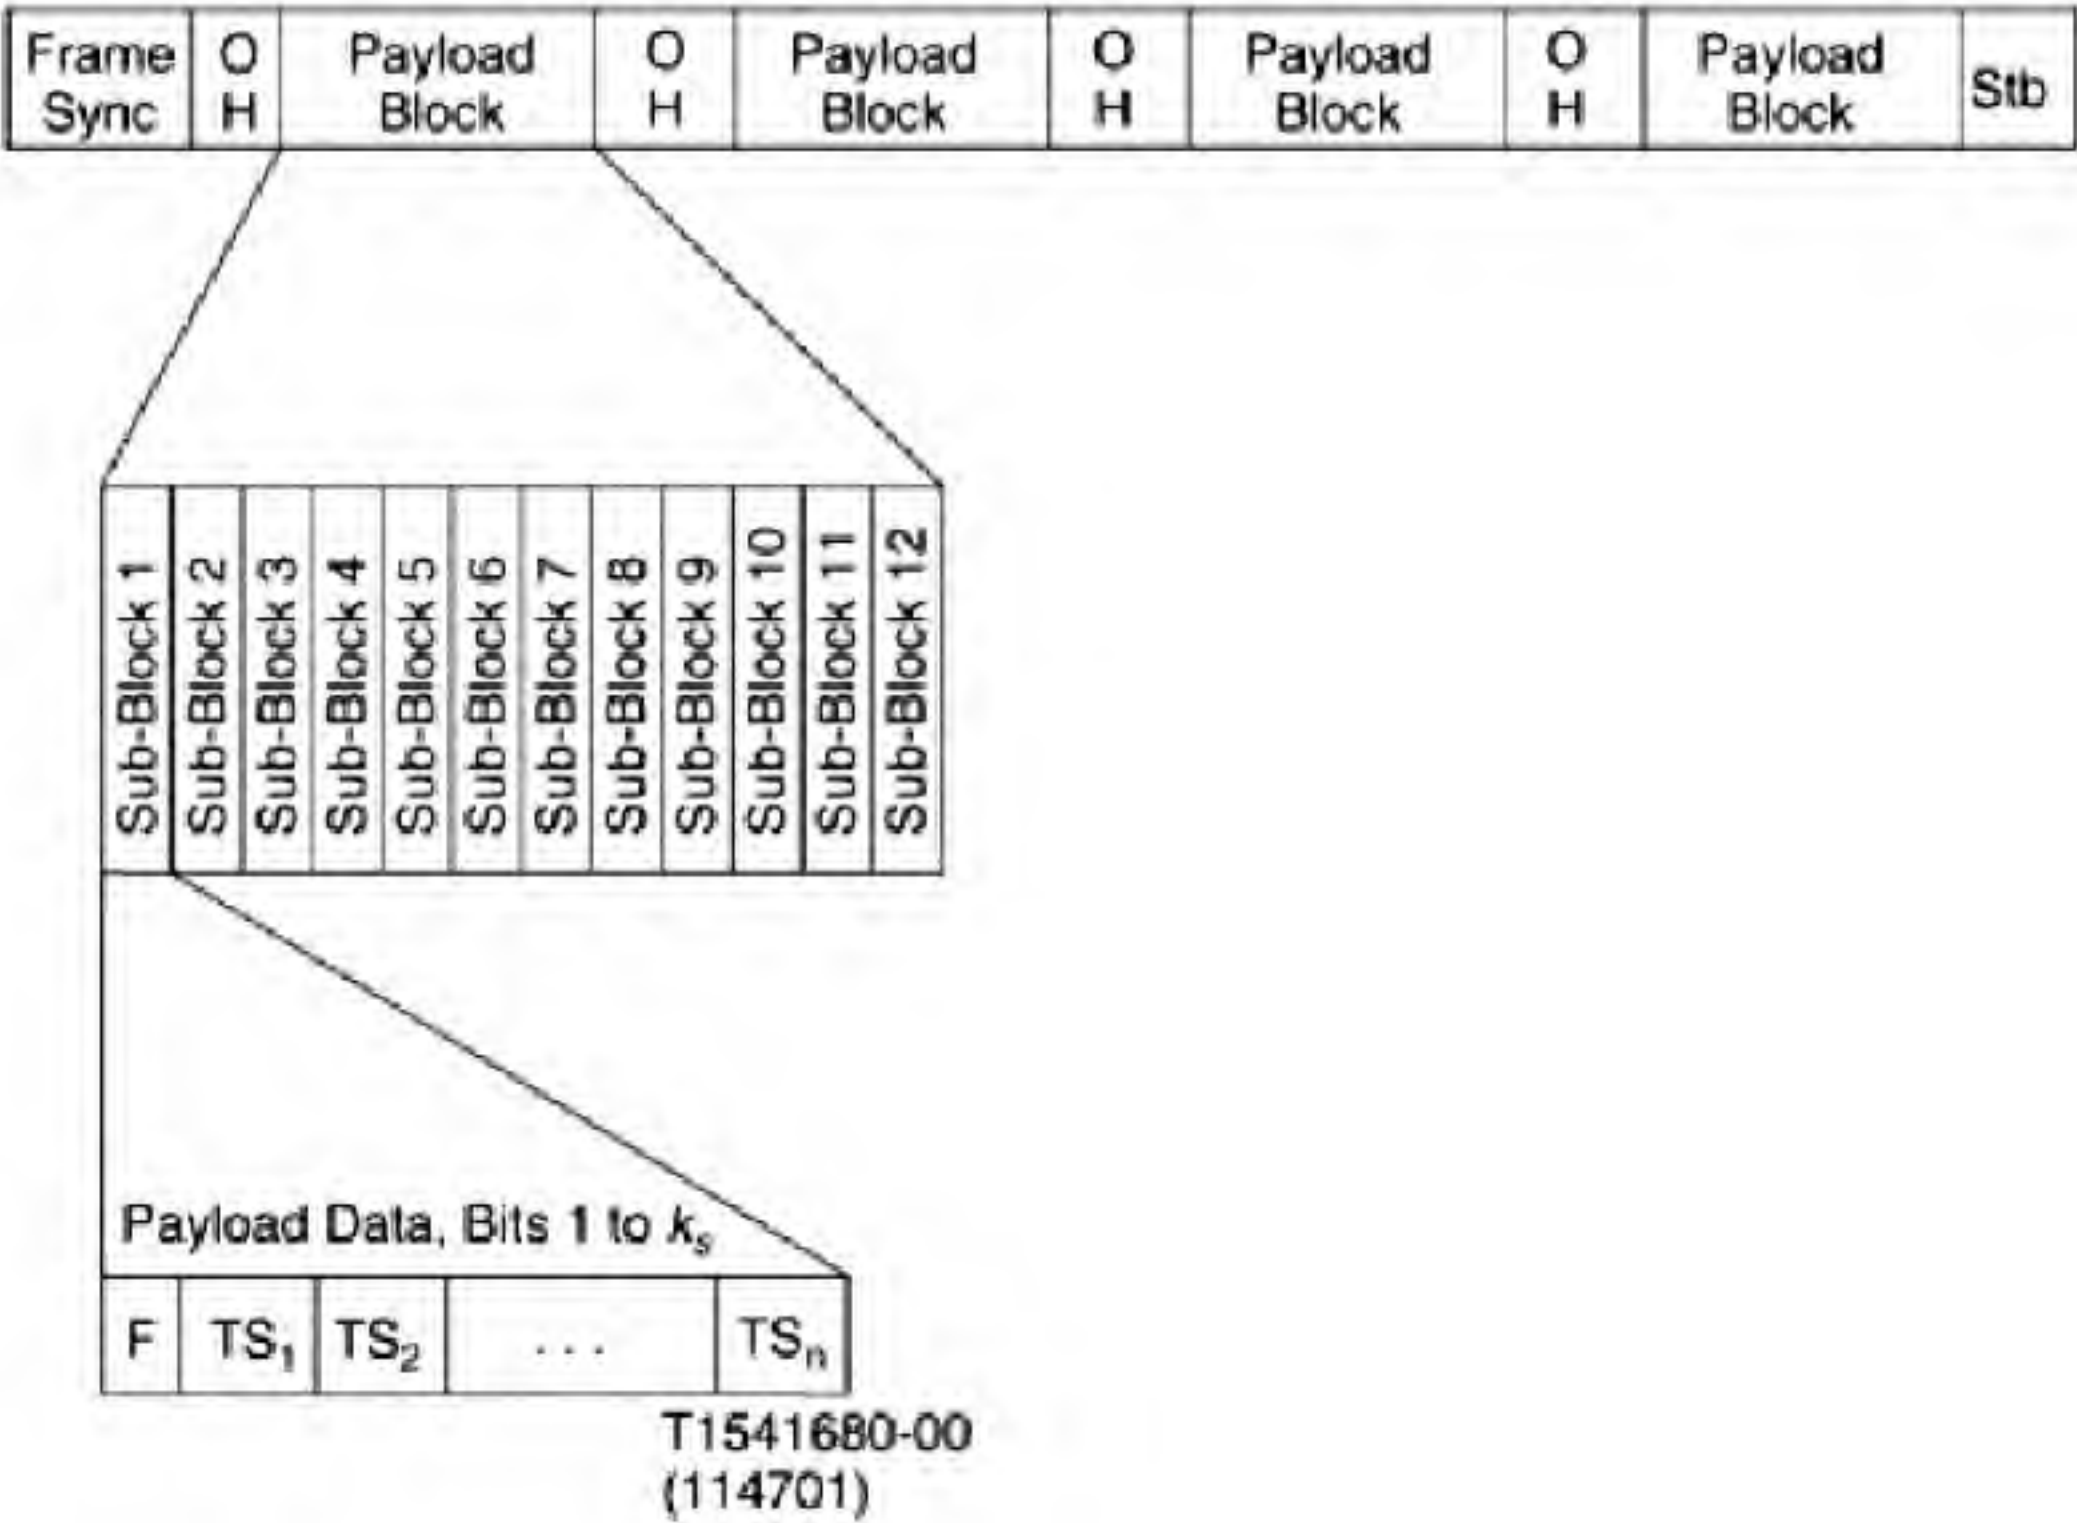 Frame Sync
O H
Payload Block
O H
Payload Block
O H
Payload Block
O H
Payload Block
Stb
Sub-Block 1
Sub-Block 2
Sub-Block 3
Sub-Block 4
Sub-Block 5
Sub-Block 6
Sub-Block 7
Sub-Block 8
Sub-Block 9
Sub-Block 10
Sub-Block 11
Sub-Block 12
Payload Data, Bits 1 to kₛ
F
TS₁
TS₂
. . .
TSₙ
T1541680-00
(114701)